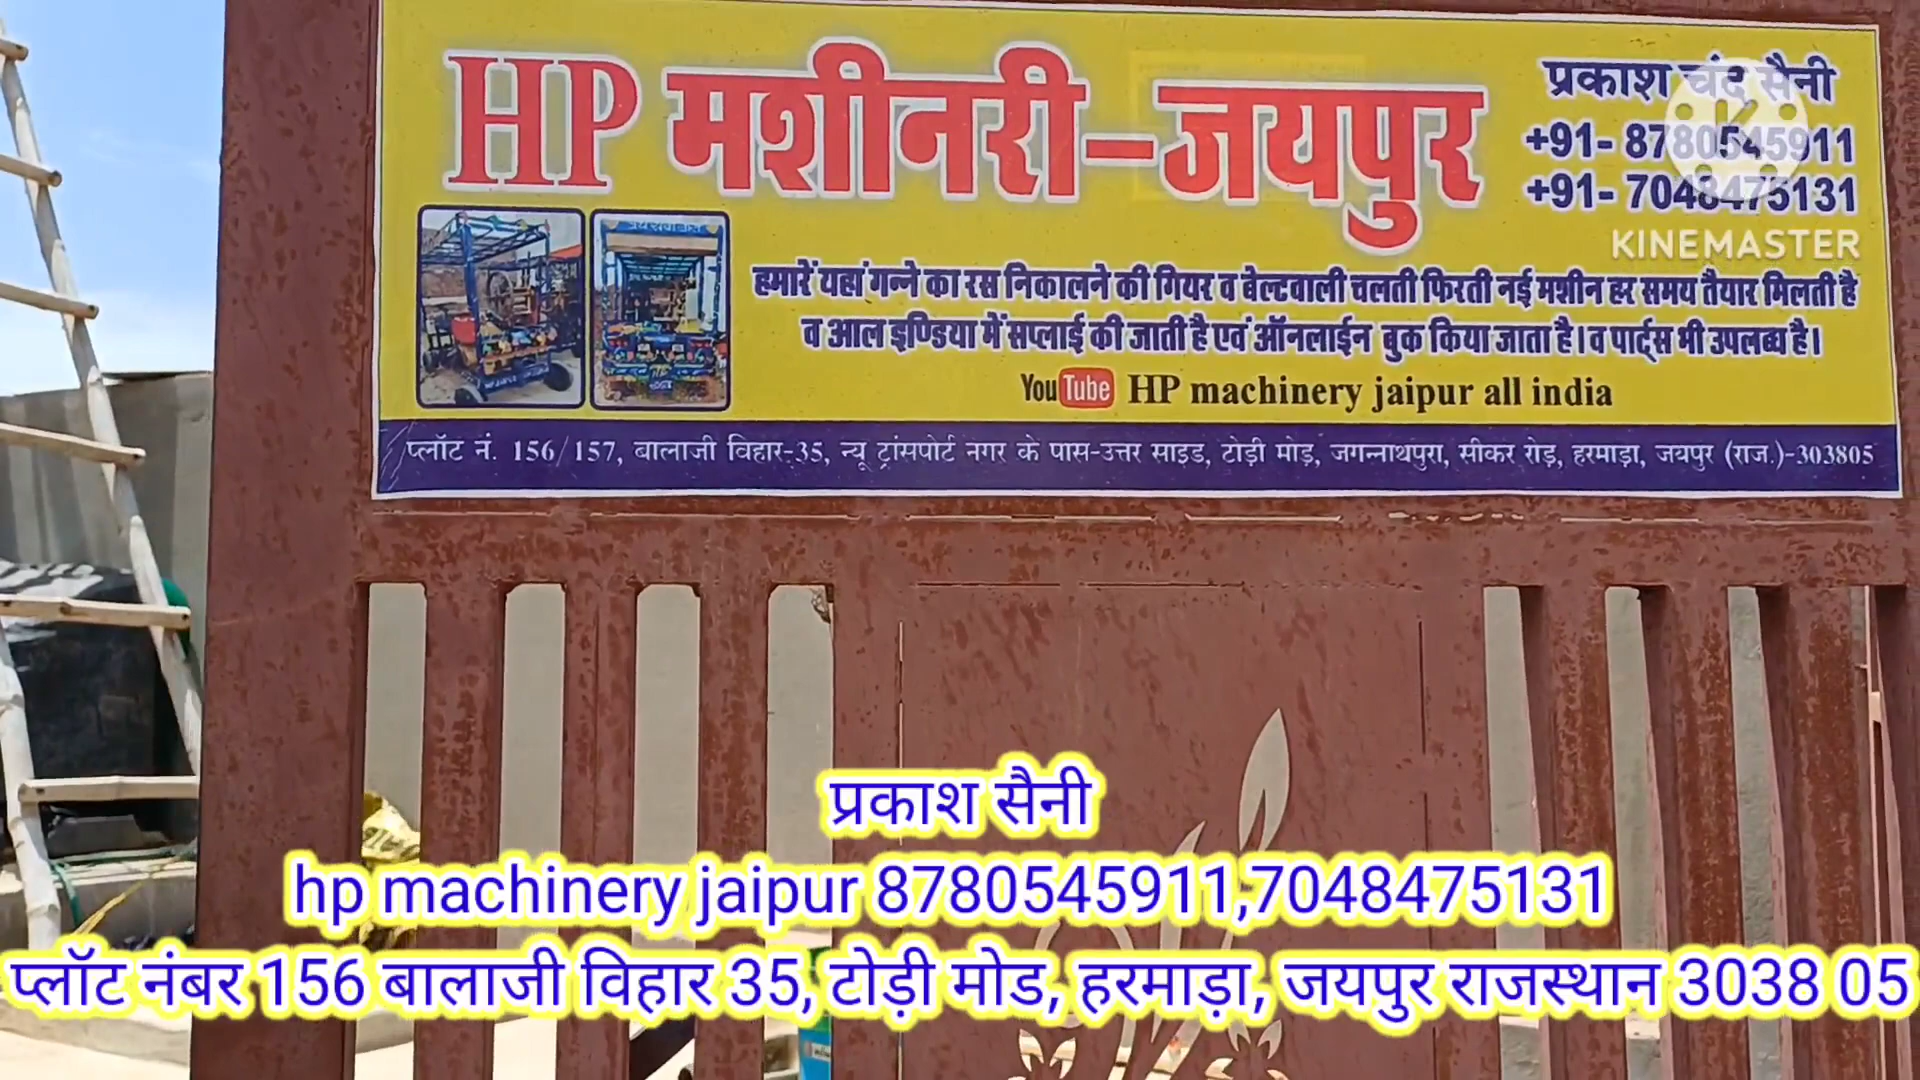 HP मशीनरी-जयपुर
प्रकाश चंद सैनी
+91- 8780545911
+91- 7048475131
KINEMASTER
हमारें यहां गन्ने का रस निकालने की गियर व बेल्टवाली चलती फिरती नई मशीन हर समय तैयार मिलती है
व आल इण्डिया में सप्लाई की जाती है एवं ऑनलाईन बुक किया जाता है। व पार्ट्स भी उपलब्ध है।
YouTube HP machinery jaipur all india
प्लॉट नं. 156/157, बालाजी विहार-35, न्यू ट्रांसपोर्ट नगर के पास-उत्तर साइड, टोड़ी मोड़, जगन्नाथपुरा, सीकर रोड़, हरमाड़ा, जयपुर (राज.)-303805
प्रकाश सैनी
hp machinery jaipur 8780545911,7048475131
प्लॉट नंबर 156 बालाजी विहार 35, टोड़ी मोड, हरमाड़ा, जयपुर राजस्थान 3038 05